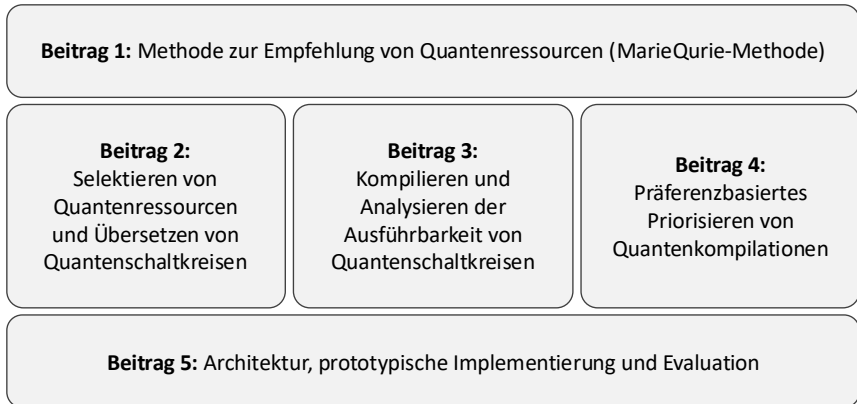 Beitrag 1: Methode zur Empfehlung von Quantenressourcen (MarieQurie-Methode)
Beitrag 2:
Selektieren von
Quantenressourcen
und Übersetzen von
Quantenschaltkreisen
Beitrag 3:
Kompilieren und
Analysieren der
Ausführbarkeit von
Quantenschaltkreisen
Beitrag 4:
Präferenzbasiertes
Priorisieren von
Quantenkompilationen
Beitrag 5: Architektur, prototypische Implementierung und Evaluation